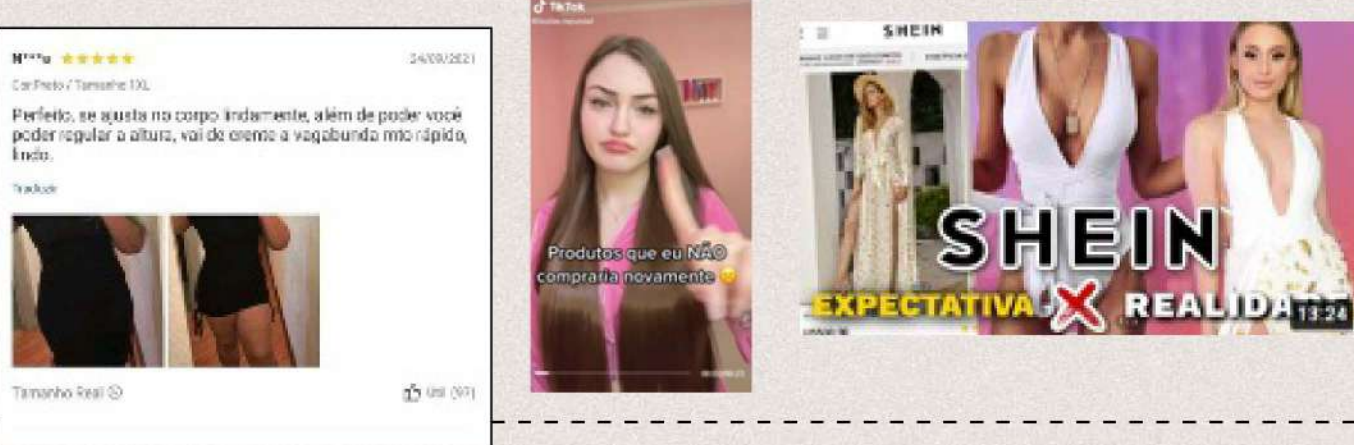 N***u
24/09/2021
Cor:Preto / Tamanho:1XL
Perfeito, se ajusta no corpo lindamente, além de poder você
poder regular a altura, vai de crente a vagabunda mto rápido,
lindo.
Traduzir
Tamanho Real
Útil (97)
TikTok
Produtos que eu NÃO
compraria novamente
SHEIN
SHEIN
EXPECTATIVA X REALIDA
13:24